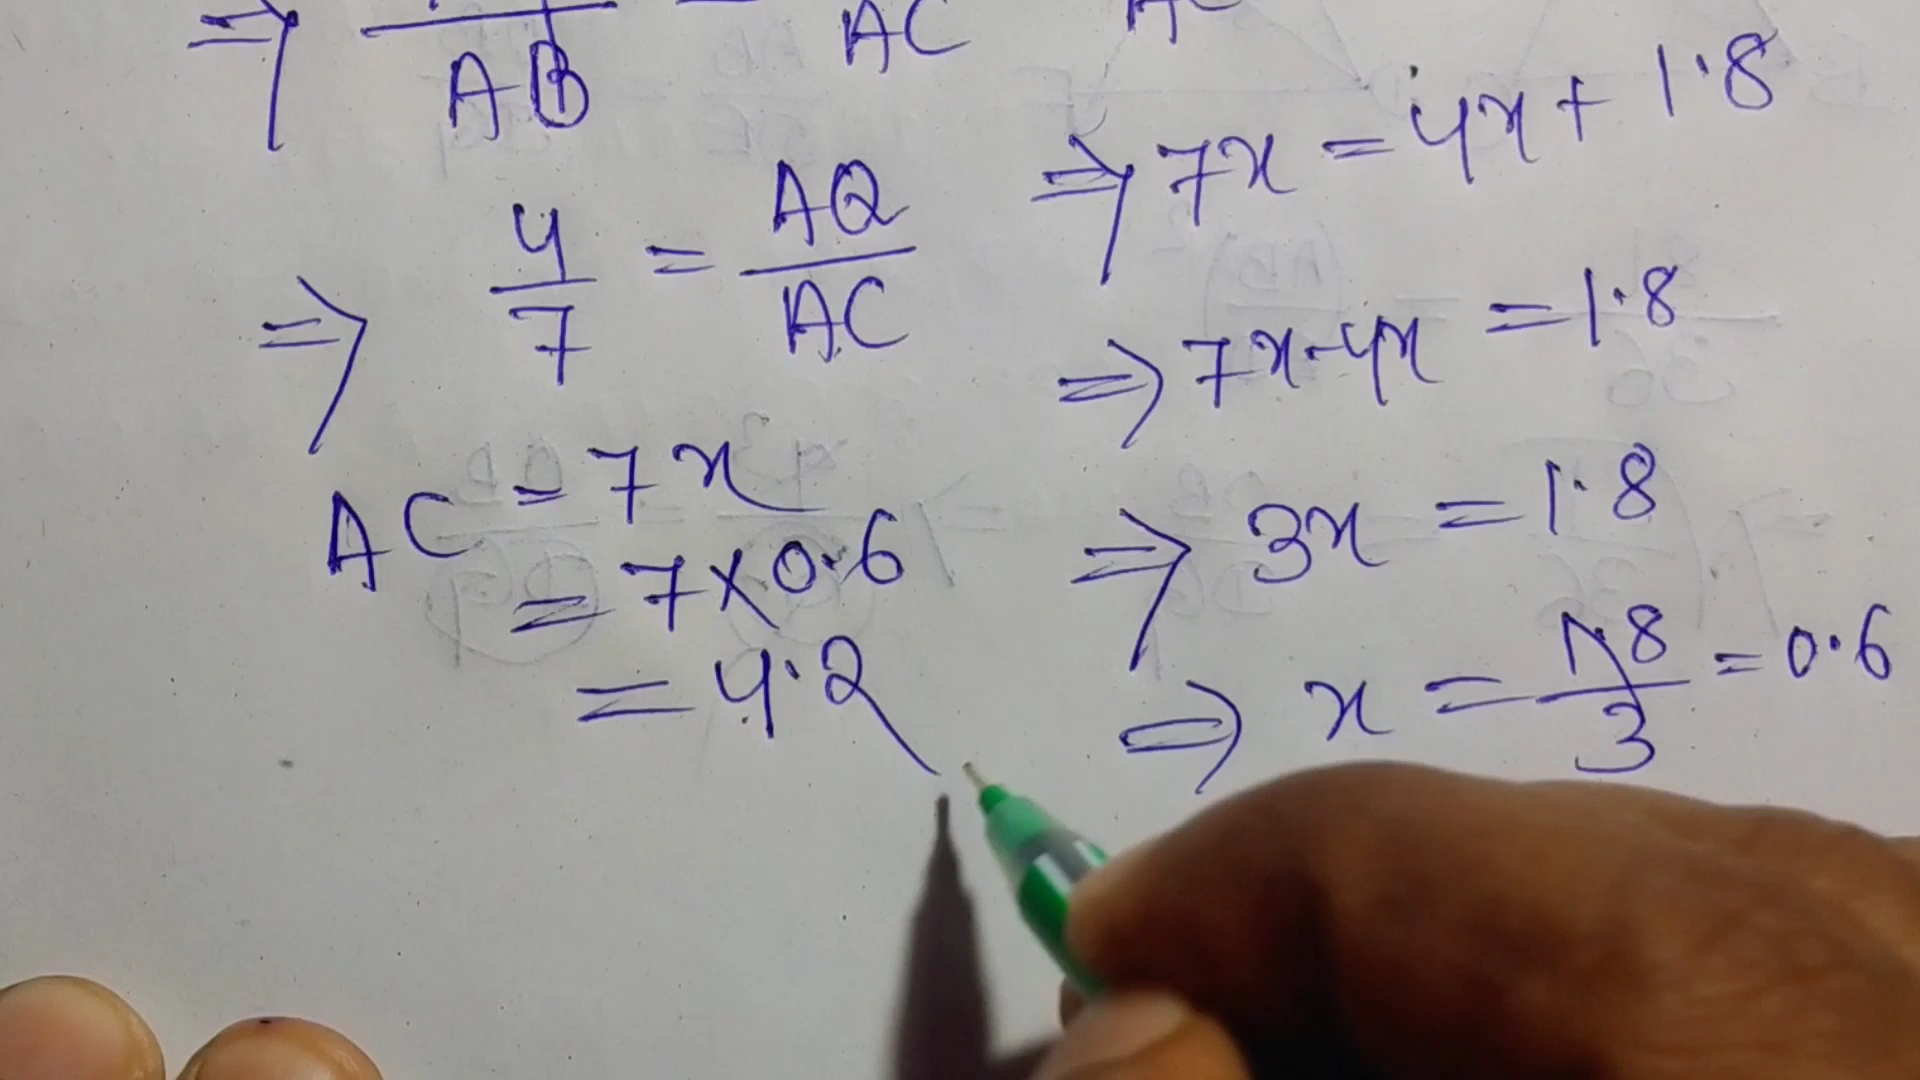 ⇒ /AB = /AC
⇒ 4/7 = AQ/AC
AC = 7x
= 7×0.6
= 4.2
⇒ 7x = 4x + 1.8
⇒ 7x-4x = 1.8
⇒ 3x = 1.8
⇒ x = 1.8/3 = 0.6